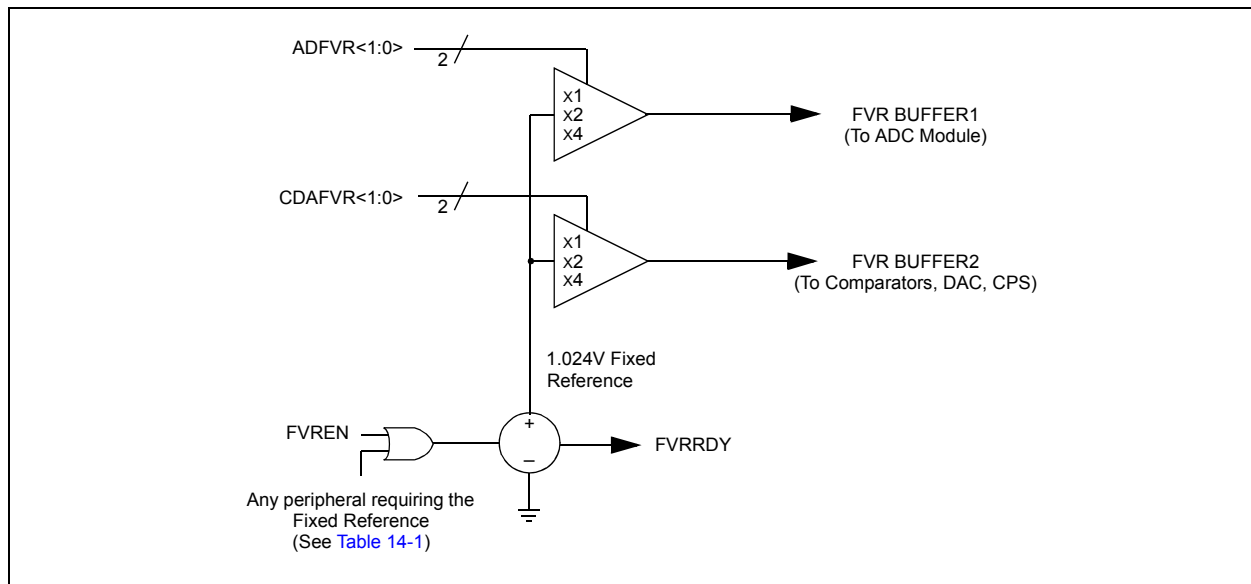 ADFVR<1:0>
2
X1
X2
X4
FVR BUFFER1
(To ADC Module)
CDAFVR<1:0>
2
X1
X2
X4
FVR BUFFER2
(To Comparators, DAC, CPS)
1.024V Fixed
Reference
FVREN
+
–
FVRRDY
Any peripheral requiring the
Fixed Reference
(See Table 14-1)